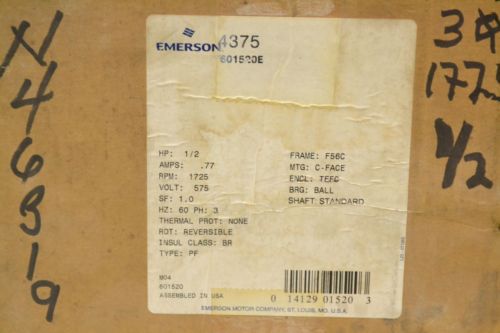 N
4
6
3
1
9
EMERSON
4375
601520E
HP: 1/2
AMPS: .77
RPM: 1725
VOLT: 575
SF: 1.0
HZ: 60 PH: 3
THERMAL PROT: NONE
ROT: REVERSIBLE
INSUL CLASS: BR
TYPE: PF
FRAME: F56C
MTG: C-FACE
ENCL: TEFC
BRG: BALL
SHAFT: STANDARD
M04
601520
ASSEMBLED IN USA
0 14129 01520 3
EMERSON MOTOR COMPANY, ST. LOUIS, MO. U.S.A.
3ϕ
1725
1/2